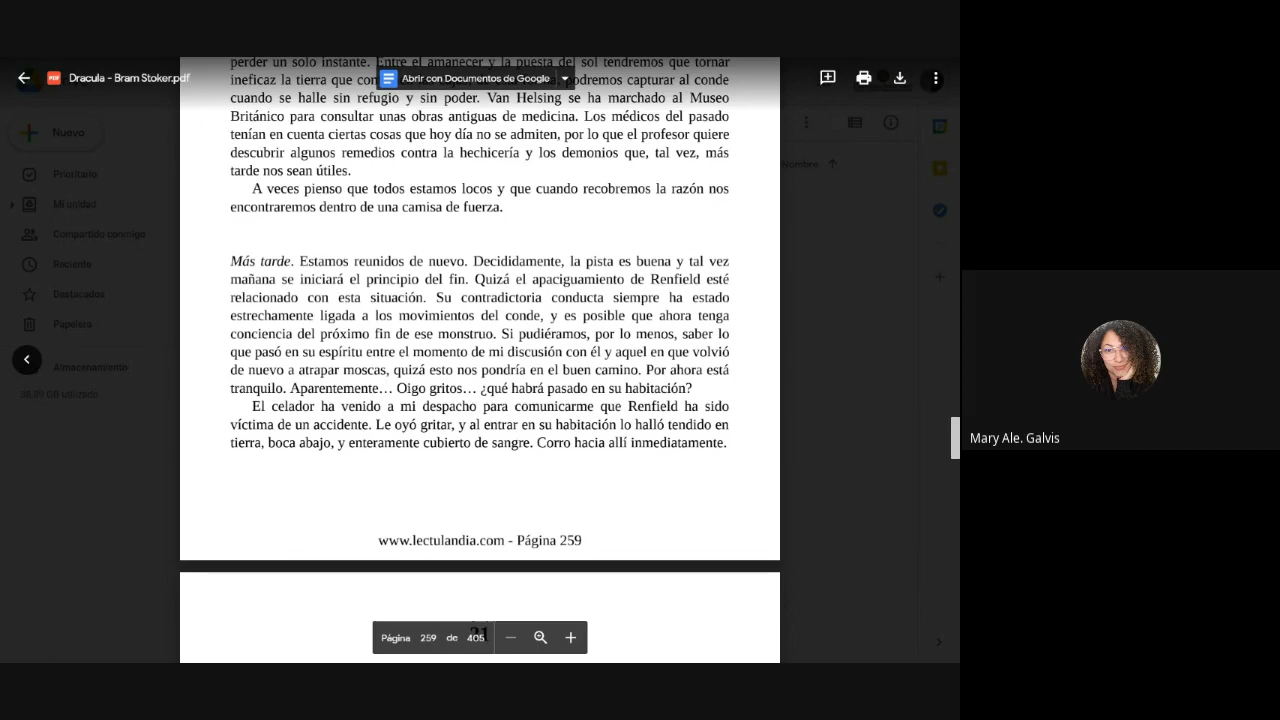 perder un solo instante. Entre el amanecer y la puesta del sol tendremos que tornar
Dracula - Bram Stoker.pdf
Abrir con Documentos de Google
ineficaz la tierra que con podremos capturar al conde
cuando se halle sin refugio y sin poder. Van Helsing se ha marchado al Museo
Británico para consultar unas obras antiguas de medicina. Los médicos del pasado
tenían en cuenta ciertas cosas que hoy día no se admiten, por lo que el profesor quiere
descubrir algunos remedios contra la hechicería y los demonios que, tal vez, más
tarde nos sean útiles.
A veces pienso que todos estamos locos y que cuando recobremos la razón nos
encontraremos dentro de una camisa de fuerza.
Más tarde. Estamos reunidos de nuevo. Decididamente, la pista es buena y tal vez
mañana se iniciará el principio del fin. Quizá el apaciguamiento de Renfield esté
relacionado con esta situación. Su contradictoria conducta siempre ha estado
estrechamente ligada a los movimientos del conde, y es posible que ahora tenga
conciencia del próximo fin de ese monstruo. Si pudiéramos, por lo menos, saber lo
que pasó en su espíritu entre el momento de mi discusión con él y aquel en que volvió
de nuevo a atrapar moscas, quizá esto nos pondría en el buen camino. Por ahora está
tranquilo. Aparentemente… Oigo gritos… ¿qué habrá pasado en su habitación?
El celador ha venido a mi despacho para comunicarme que Renfield ha sido
víctima de un accidente. Le oyó gritar, y al entrar en su habitación lo halló tendido en
tierra, boca abajo, y enteramente cubierto de sangre. Corro hacia allí inmediatamente.
www.lectulandia.com - Página 259
Página 259 de 405
Nuevo
Prioritario
Mi unidad
Compartido conmigo
Reciente
Destacados
Papelera
Almacenamiento
38,89 GB utilizado
Nombre
Mary Ale. Galvis